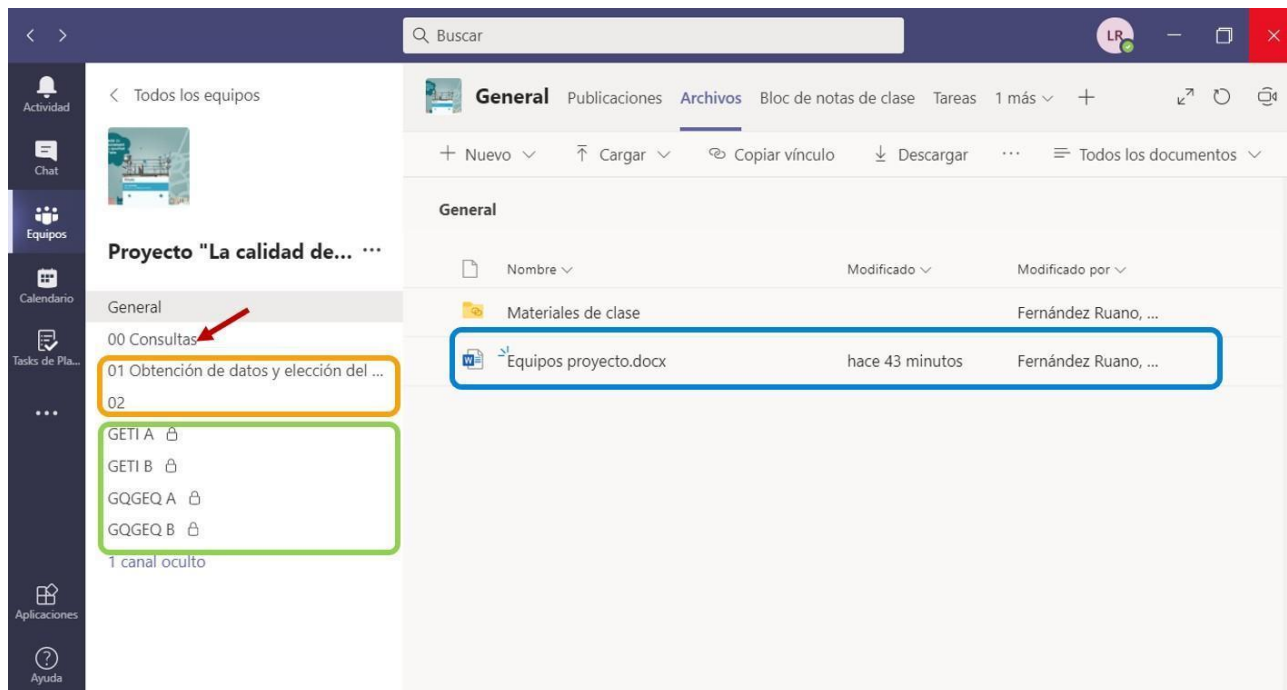 Buscar
LR
Actividad
Chat
Equipos
Calendario
Tasks de Pla...
Aplicaciones
Ayuda
Todos los equipos
Proyecto "La calidad de... ...
General
00 Consultas
01 Obtención de datos y elección del ...
02
GETI A
GETI B
GQGEQ A
GQGEQ B
1 canal oculto
General Publicaciones Archivos Bloc de notas de clase Tareas 1 más
Nuevo Cargar Copiar vínculo Descargar ... Todos los documentos
General
Nombre Modificado Modificado por
Materiales de clase Fernández Ruano, ...
Equipos proyecto.docx hace 43 minutos Fernández Ruano, ...